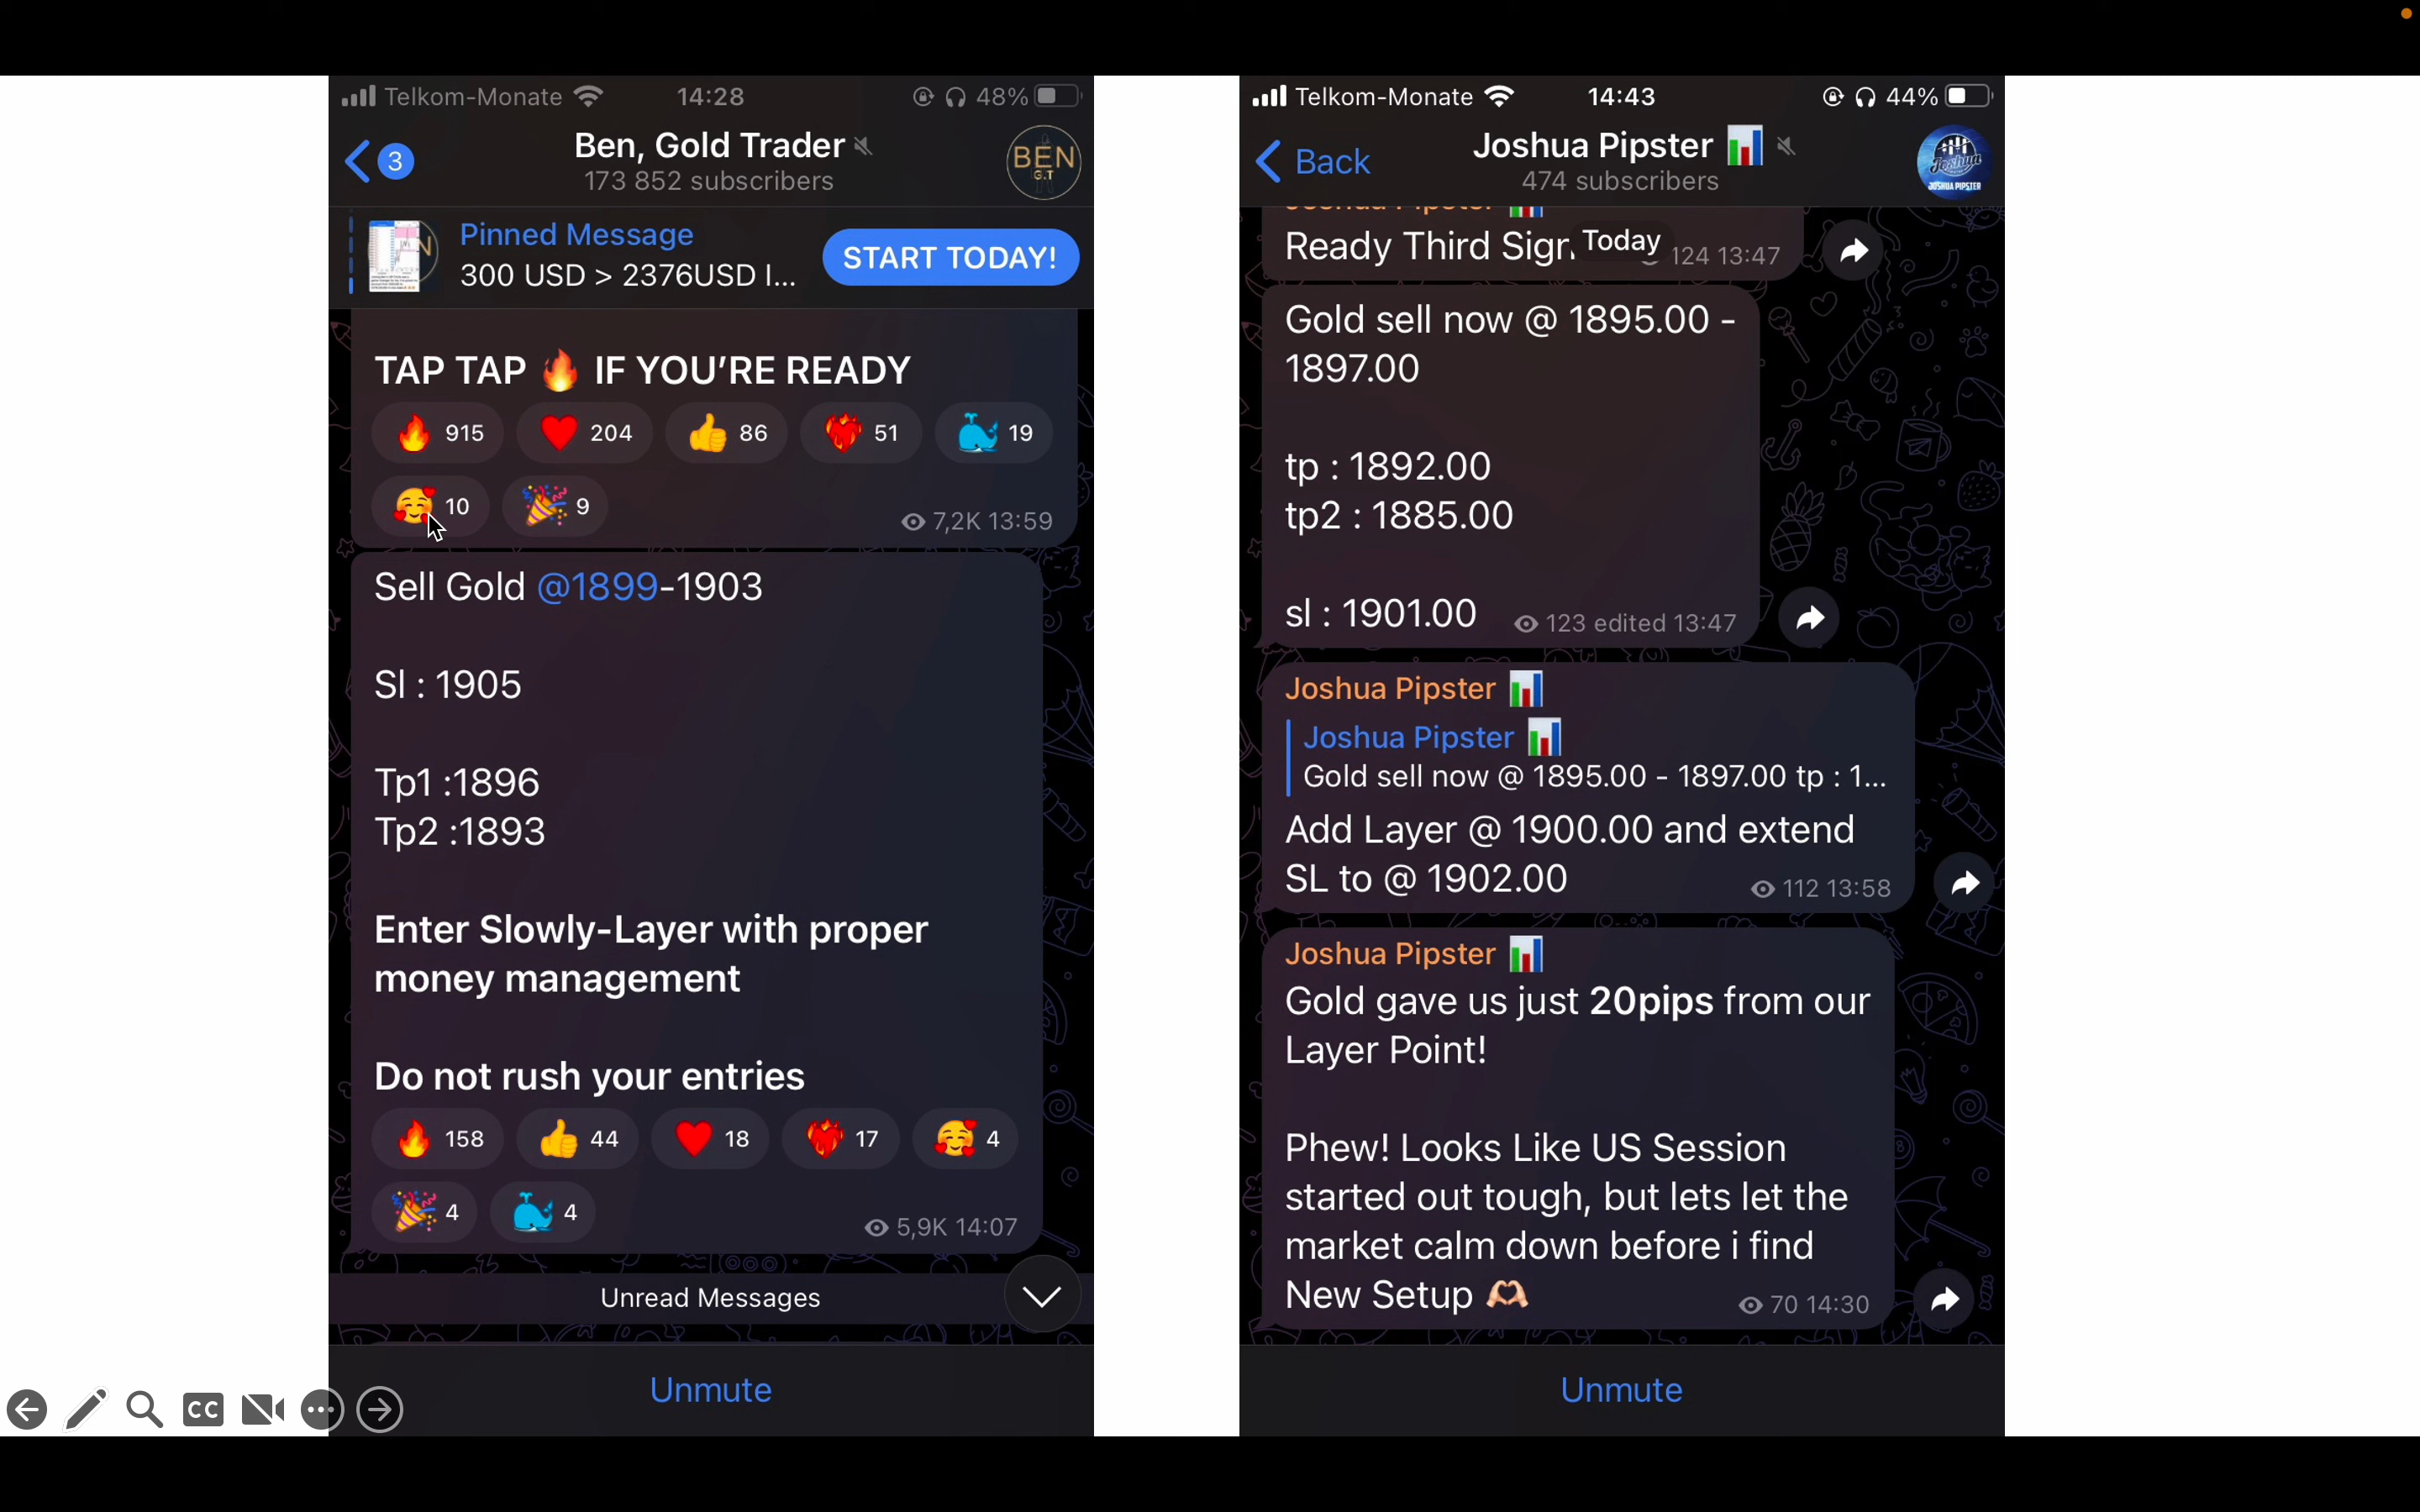 Telkom-Monate 14:28 48%
3 Ben, Gold Trader
173 852 subscribers
BEN
G.T
Pinned Message
300 USD > 2376USD I...
START TODAY!
TAP TAP 🔥 IF YOU'RE READY
🔥 915 ❤️ 204 👍 86 ❤️‍🔥 51 🐳 19
🥰 10 🎉 9
7,2K 13:59
Sell Gold @1899-1903
Sl : 1905
Tp1 :1896
Tp2 :1893
Enter Slowly-Layer with proper
money management
Do not rush your entries
🔥 158 👍 44 ❤️ 18 ❤️‍🔥 17 🥰 4
🎉 4 🐳 4
5,9K 14:07
Unread Messages
Unmute
CC
Telkom-Monate 14:43 44%
Back Joshua Pipster 📊
474 subscribers
Joshua
JOSHUA PIPSTER
Joshua Pipster 📊
Ready Third
Today
124 13:47
Gold sell now @ 1895.00 -
1897.00
tp : 1892.00
tp2 : 1885.00
sl : 1901.00 123 edited 13:47
Joshua Pipster 📊
Joshua Pipster 📊
Gold sell now @ 1895.00 - 1897.00 tp : 1...
Add Layer @ 1900.00 and extend
SL to @ 1902.00 112 13:58
Joshua Pipster 📊
Gold gave us just 20pips from our
Layer Point!
Phew! Looks Like US Session
started out tough, but lets let the
market calm down before i find
New Setup 🫶🏻 70 14:30
Unmute